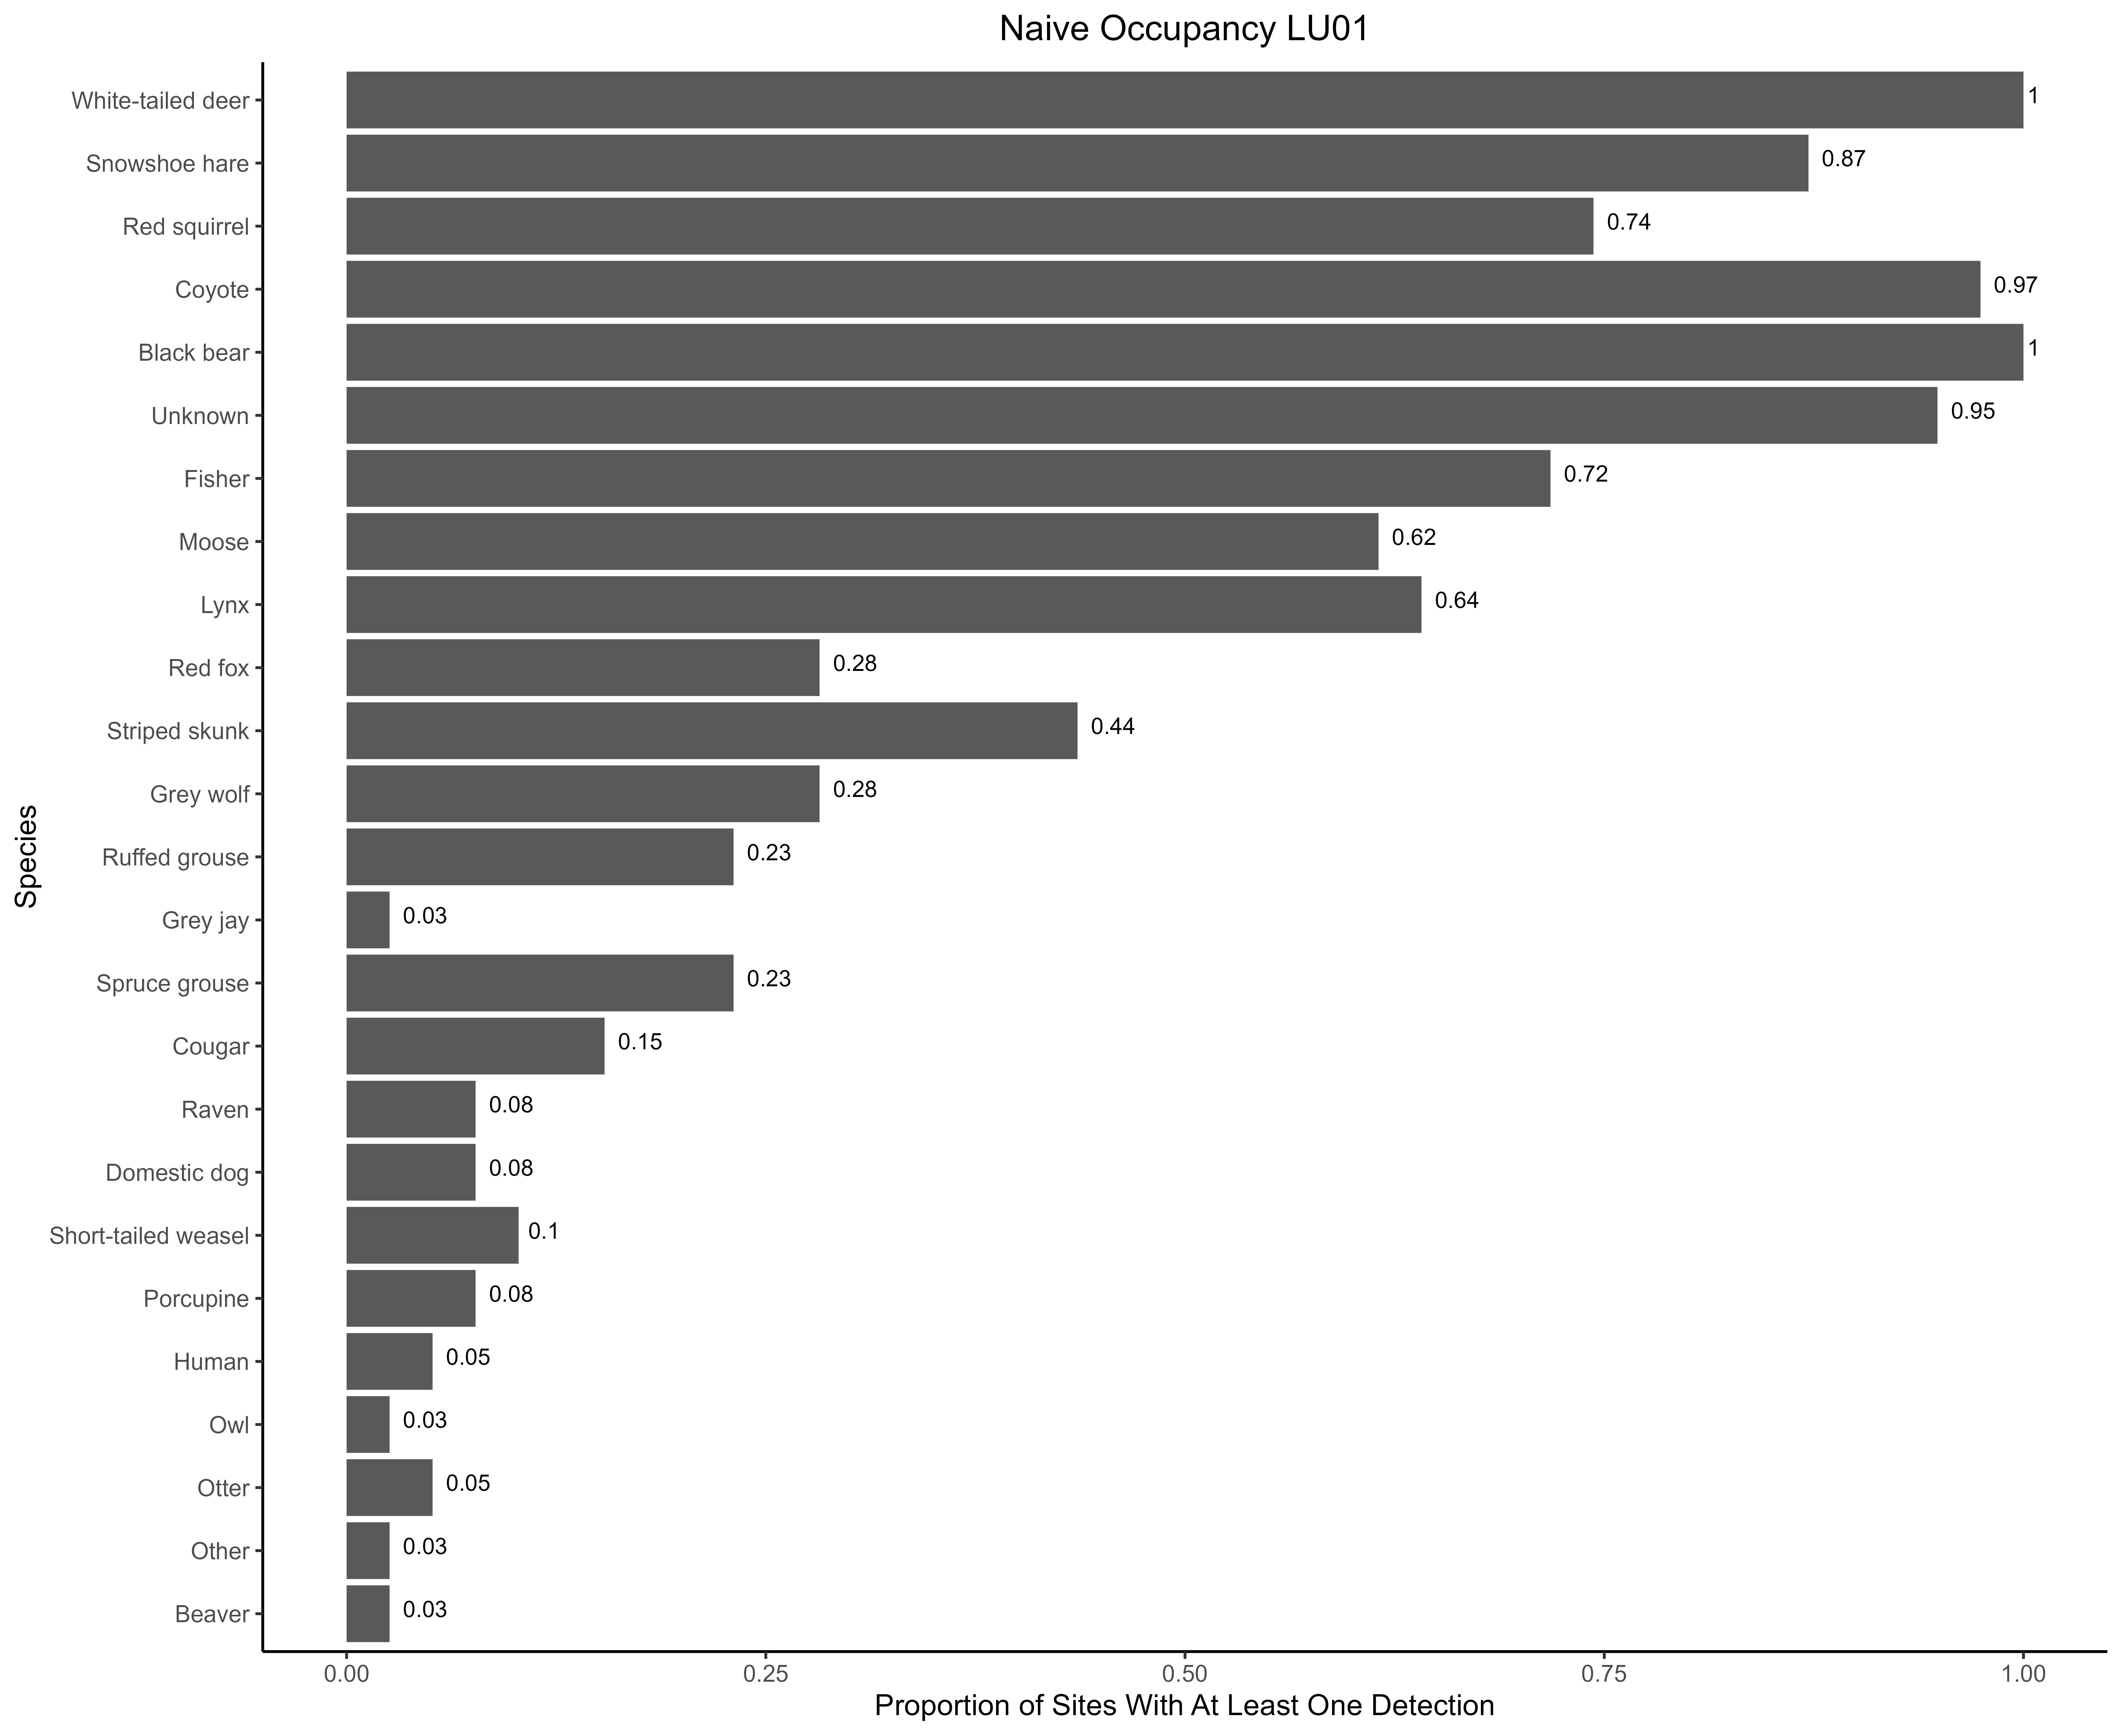 Naive Occupancy LU01
White-tailed deer 1
Snowshoe hare 0.87
Red squirrel 0.74
Coyote 0.97
Black bear 1
Unknown 0.95
Fisher 0.72
Moose 0.62
Lynx 0.64
Red fox 0.28
Striped skunk 0.44
Grey wolf 0.28
Ruffed grouse 0.23
Grey jay 0.03
Spruce grouse 0.23
Cougar 0.15
Raven 0.08
Domestic dog 0.08
Short-tailed weasel 0.1
Porcupine 0.08
Human 0.05
Owl 0.03
Otter 0.05
Other 0.03
Beaver 0.03
Species
0.00 0.25 0.50 0.75 1.00
Proportion of Sites With At Least One Detection